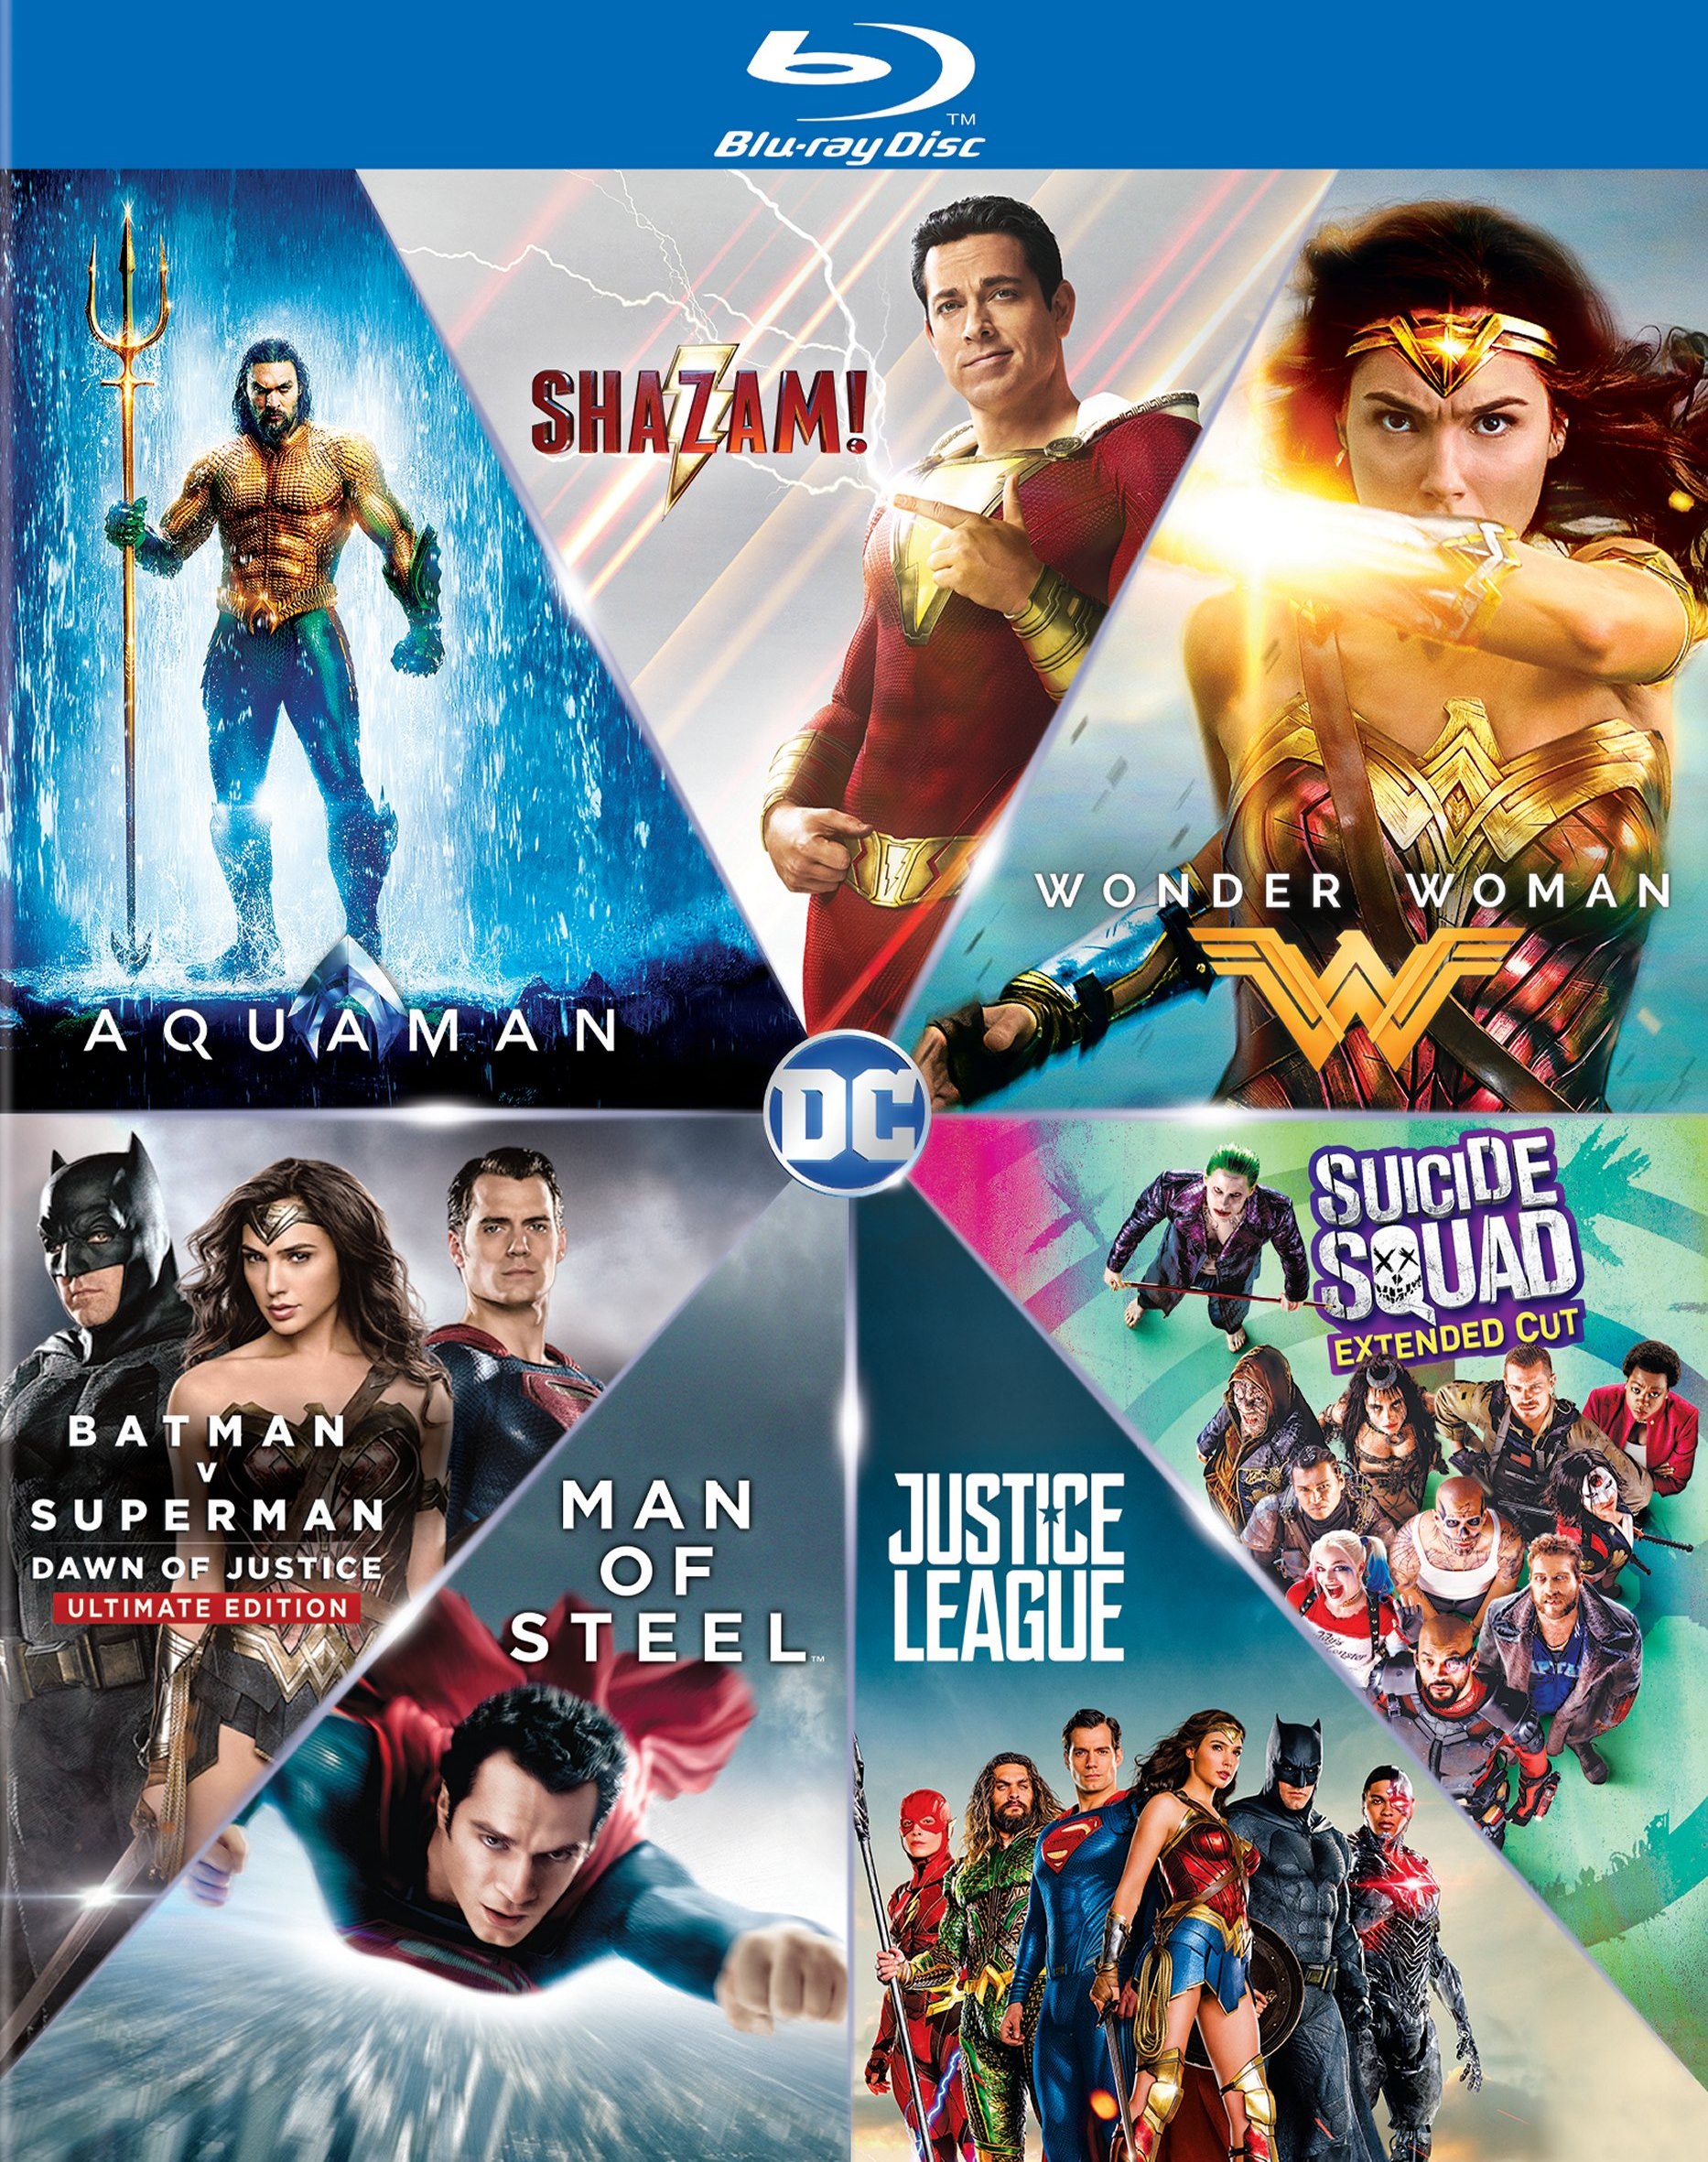 TM
Blu-ray Disc
SHAZAM!
WONDER WOMAN
AQUAMAN
DC
SUICIDE
SQUAD
EXTENDED CUT
BATMAN
V
SUPERMAN
DAWN OF JUSTICE
ULTIMATE EDITION
MAN
OF
STEEL™
JUSTICE
LEAGUE